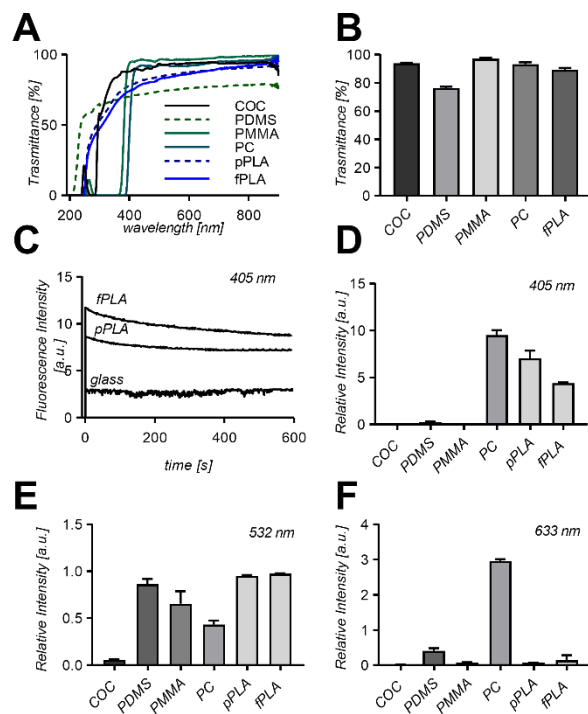 A
Trasmittance [%]
100
50
0
200
400
600
800
wavelength [nm]
COC
PDMS
PMMA
PC
pPLA
fPLA
B
Trasmittance [%]
100
80
60
40
20
0
COC
PDMS
PMMA
PC
fPLA
C
405 nm
Fluorescence Intensity
[a.u.]
15
10
5
0
fPLA
pPLA
glass
0
200
400
600
time [s]
D
405 nm
Relative Intensity [a.u.]
15
10
5
0
COC
PDMS
PMMA
PC
pPLA
fPLA
E
532 nm
Relative Intensity [a.u.]
1.5
1.0
0.5
0.0
COC
PDMS
PMMA
PC
pPLA
fPLA
F
633 nm
Relative Intensity [a.u.]
4
3
2
1
0
COC
PDMS
PMMA
PC
pPLA
fPLA